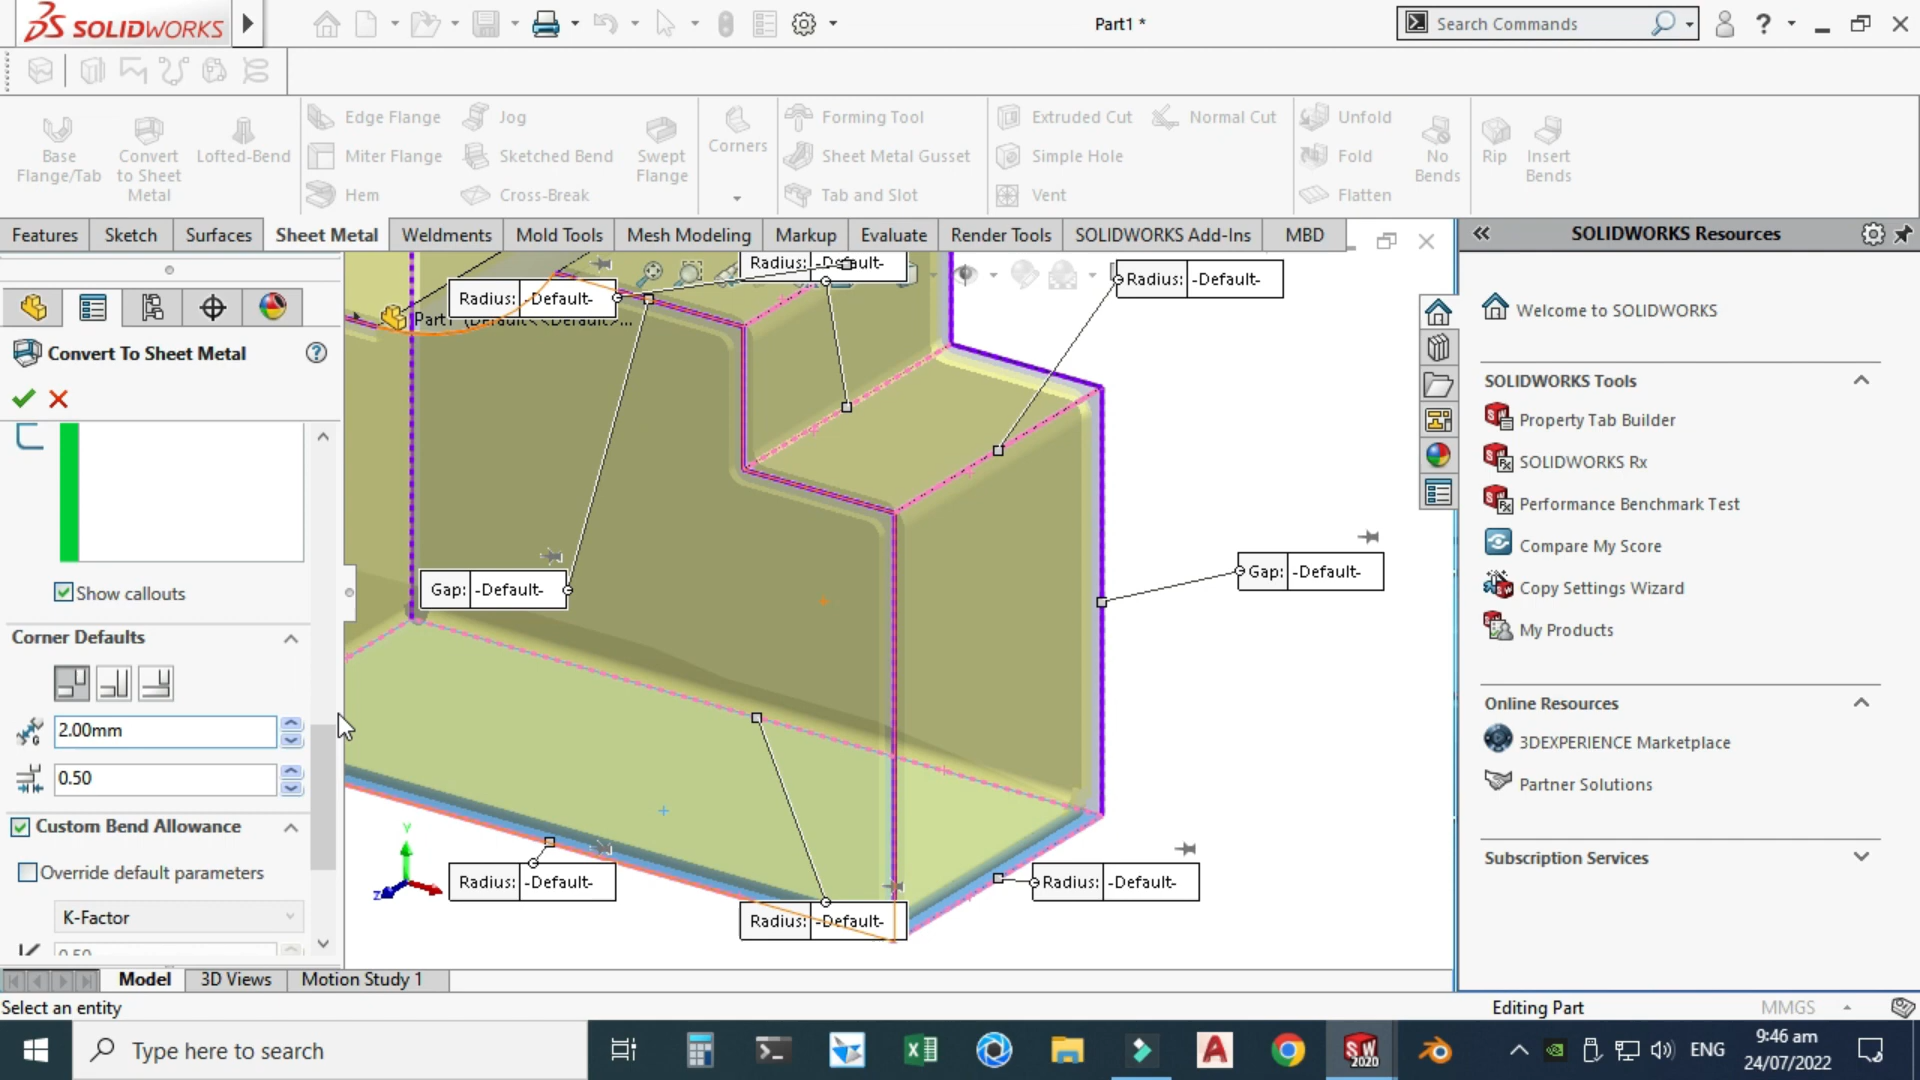 SOLIDWORKS
Part1 *
Search Commands
Base Flange/Tab
Convert to Sheet Metal
Lofted-Bend
Edge Flange
Miter Flange
Hem
Jog
Sketched Bend
Cross-Break
Swept Flange
Corners
Forming Tool
Sheet Metal Gusset
Tab and Slot
Extruded Cut
Simple Hole
Vent
Normal Cut
Unfold
Fold
Flatten
No Bends
Rip
Insert Bends
Features
Sketch
Surfaces
Sheet Metal
Weldments
Mold Tools
Mesh Modeling
Markup
Evaluate
Render Tools
SOLIDWORKS Add-Ins
MBD
SOLIDWORKS Resources
Convert To Sheet Metal
Show callouts
Corner Defaults
2.00mm
0.50
Custom Bend Allowance
Override default parameters
K-Factor
0.50
Radius: -Default-
Part1 (Default<<Default>...
Radius: -Default-
Radius: -Default-
Gap: -Default-
Gap: -Default-
Radius: -Default-
Radius: -Default-
Radius: -Default-
Y
Z
Welcome to SOLIDWORKS
SOLIDWORKS Tools
Property Tab Builder
SOLIDWORKS Rx
Performance Benchmark Test
Compare My Score
Copy Settings Wizard
My Products
Online Resources
3DEXPERIENCE Marketplace
Partner Solutions
Subscription Services
Model
3D Views
Motion Study 1
Select an entity
Editing Part
MMGS
Type here to search
SW 2020
ENG
9:46 am
24/07/2022